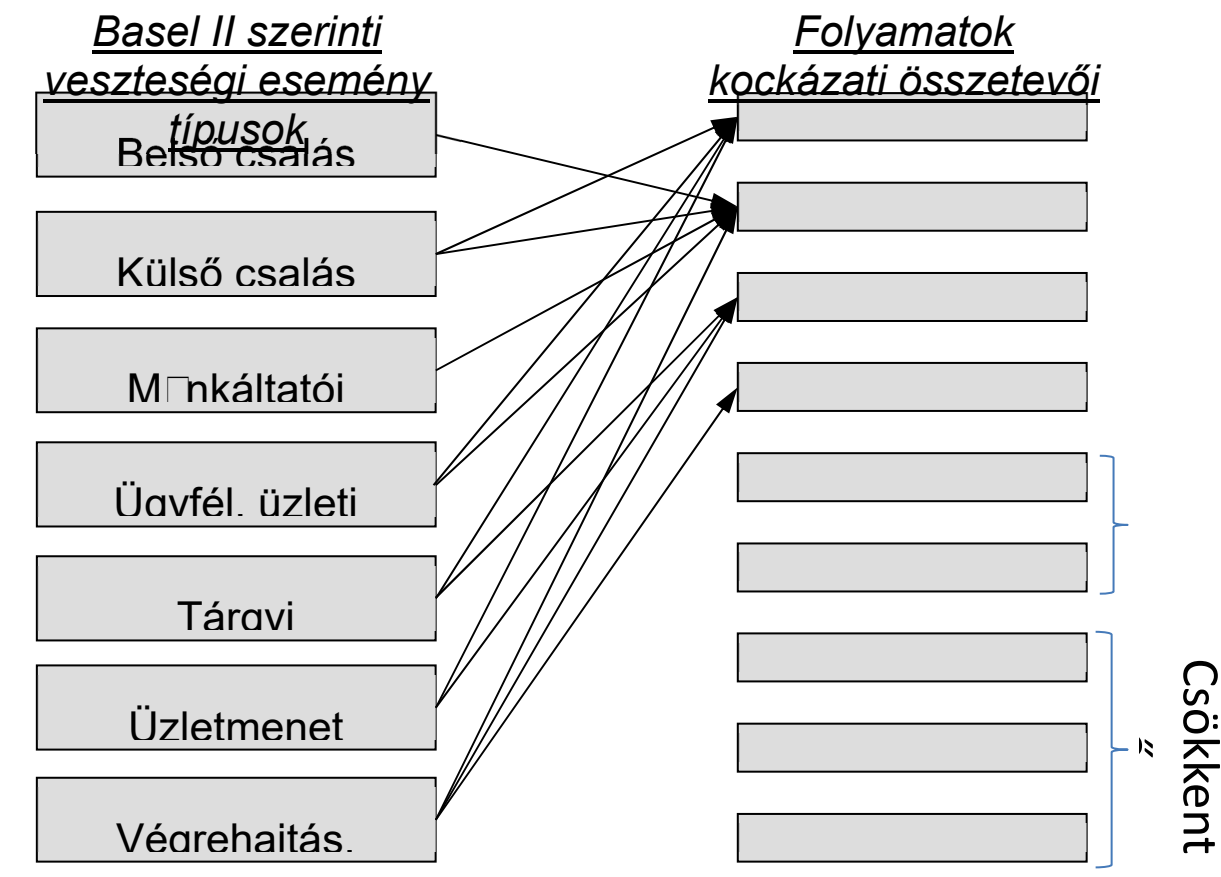 Basel II szerinti
veszteségi esemény
típusok
Belső csalás
Külső csalás
M□nkáltatói
Ügyfél, üzleti
Tárgyi
Üzletmenet
Végrehajtás,
Folyamatok
kockázati összetevői
Csökkent
ő